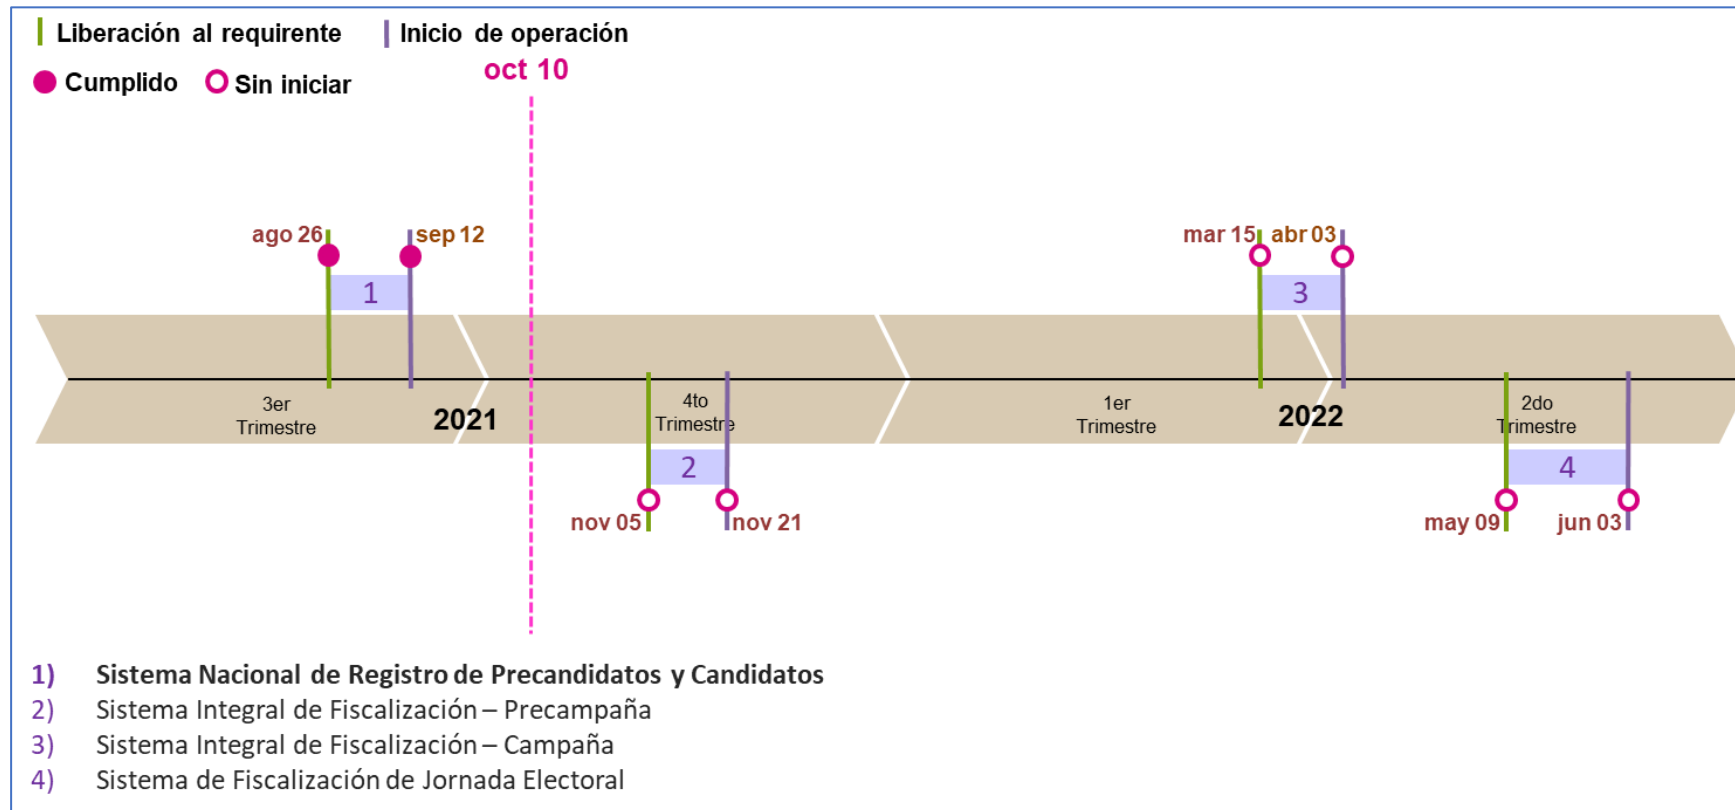 Liberación al requirente Inicio de operación
oct 10
Cumplido Sin iniciar
ago 26 sep 12 mar 15 abr 03
1 3
3er Trimestre 2021 4to Trimestre 1er Trimestre 2022 2do Trimestre
2 4
nov 05 nov 21 may 09 jun 03
1) Sistema Nacional de Registro de Precandidatos y Candidatos
2) Sistema Integral de Fiscalización – Precampaña
3) Sistema Integral de Fiscalización – Campaña
4) Sistema de Fiscalización de Jornada Electoral